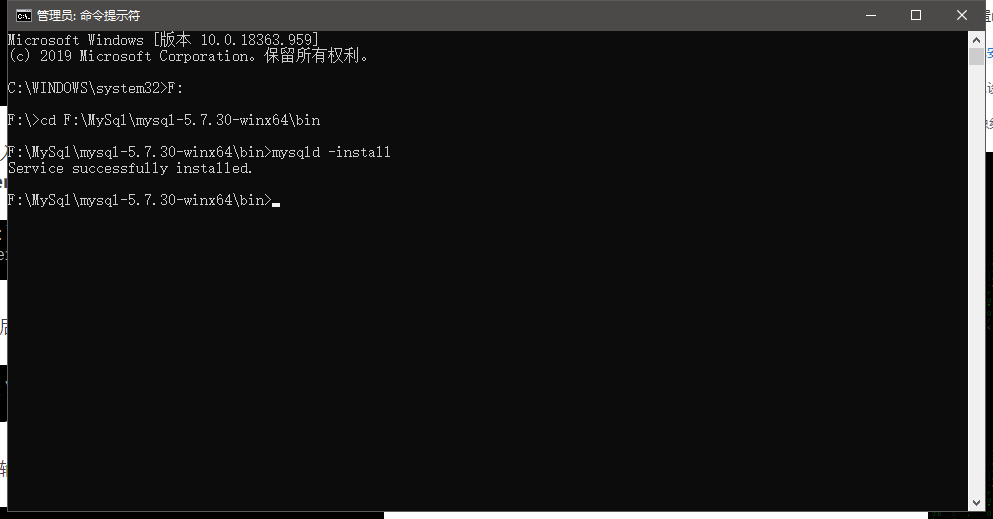 管理员: 命令提示符
Microsoft Windows [版本 10.0.18363.959]
(c) 2019 Microsoft Corporation。保留所有权利。
C:\WINDOWS\system32>F:
F:\>cd F:\MySql\mysql-5.7.30-winx64\bin
F:\MySql\mysql-5.7.30-winx64\bin>mysqld -install
Service successfully installed.
F:\MySql\mysql-5.7.30-winx64\bin>